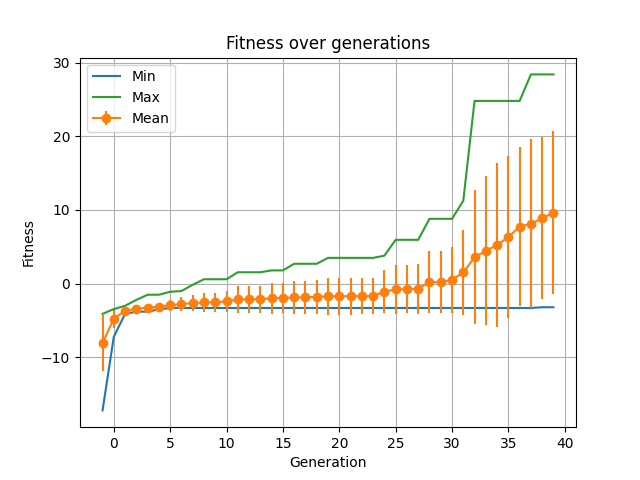 Fitness over generations
Min
Max
Mean
30
20
10
0
−10
Fitness
0 5 10 15 20 25 30 35 40
Generation